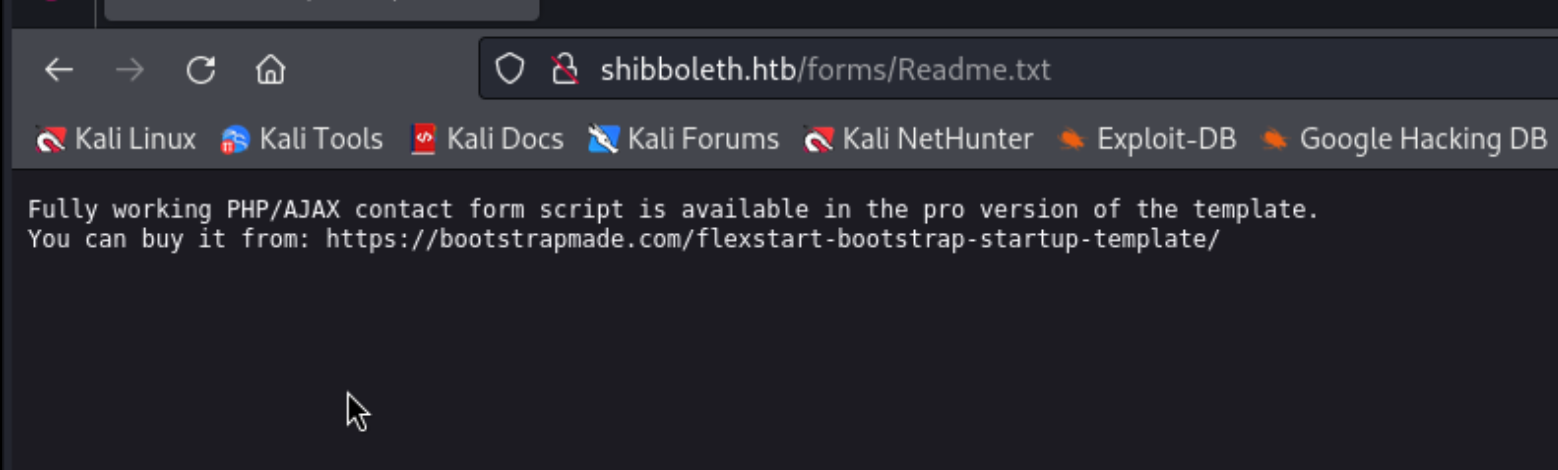 shibboleth.htb/forms/Readme.txt
Kali Linux Kali Tools Kali Docs Kali Forums Kali NetHunter Exploit-DB Google Hacking DB
Fully working PHP/AJAX contact form script is available in the pro version of the template.
You can buy it from: https://bootstrapmade.com/flexstart-bootstrap-startup-template/